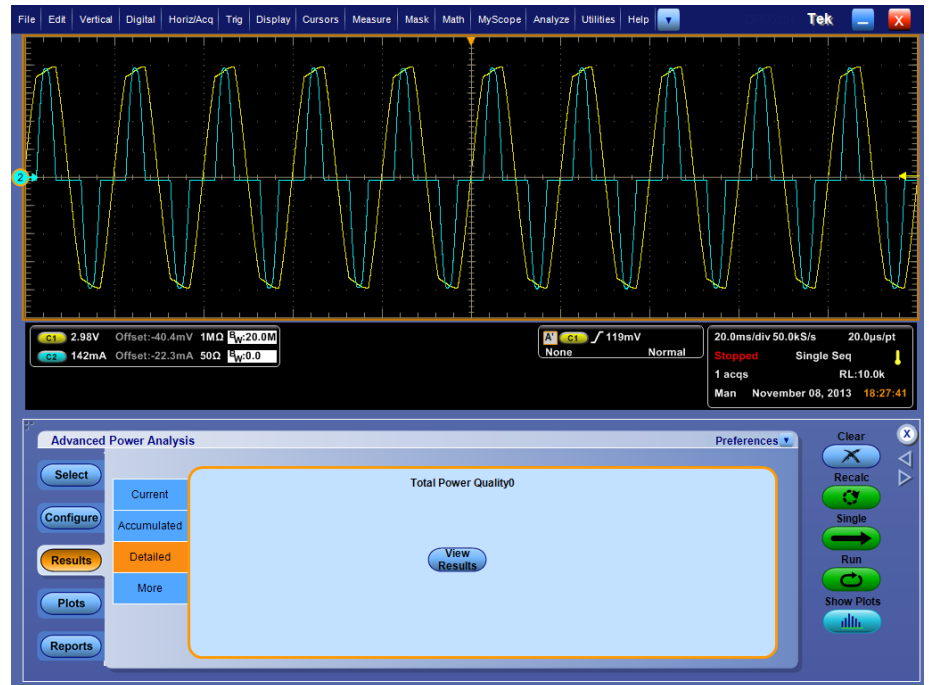 File Edit Vertical Digital Horiz/Acq Trig Display Cursors Measure Mask Math MyScope Analyze Utilities Help Tek X
2
C1 2.98V Offset:-40.4mV 1MΩ BW:20.0M
C2 142mA Offset:-22.3mA 50Ω BW:0.0
A' C1 119mV
None Normal
20.0ms/div 50.0kS/s 20.0µs/pt
Stopped Single Seq
1 acqs RL:10.0k
Man November 08, 2013 18:27:41
Advanced Power Analysis
Preferences
Select
Configure
Results
Plots
Reports
Current
Accumulated
Detailed
More
Total Power Quality0
View
Results
Clear
X
Recalc
Single
Run
Show Plots